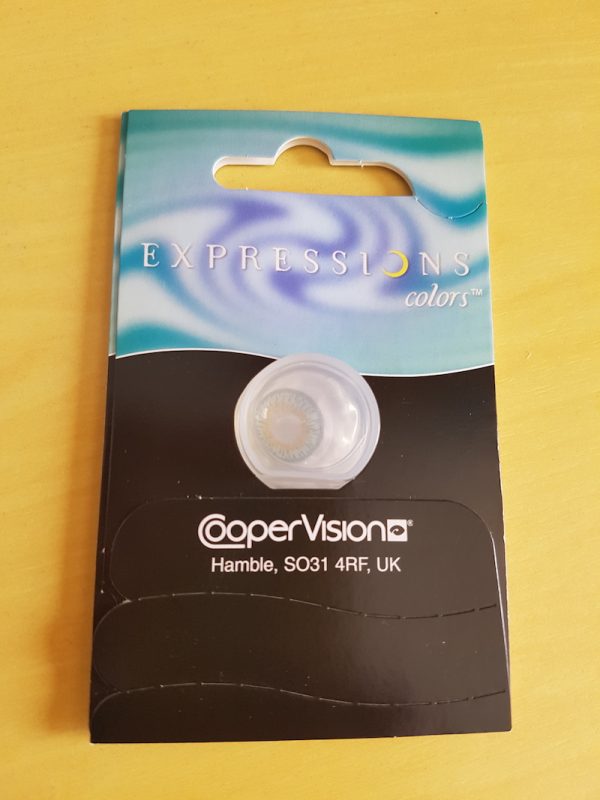 EXPRESSIONS
colors™
CooperVision®
Hamble, SO31 4RF, UK